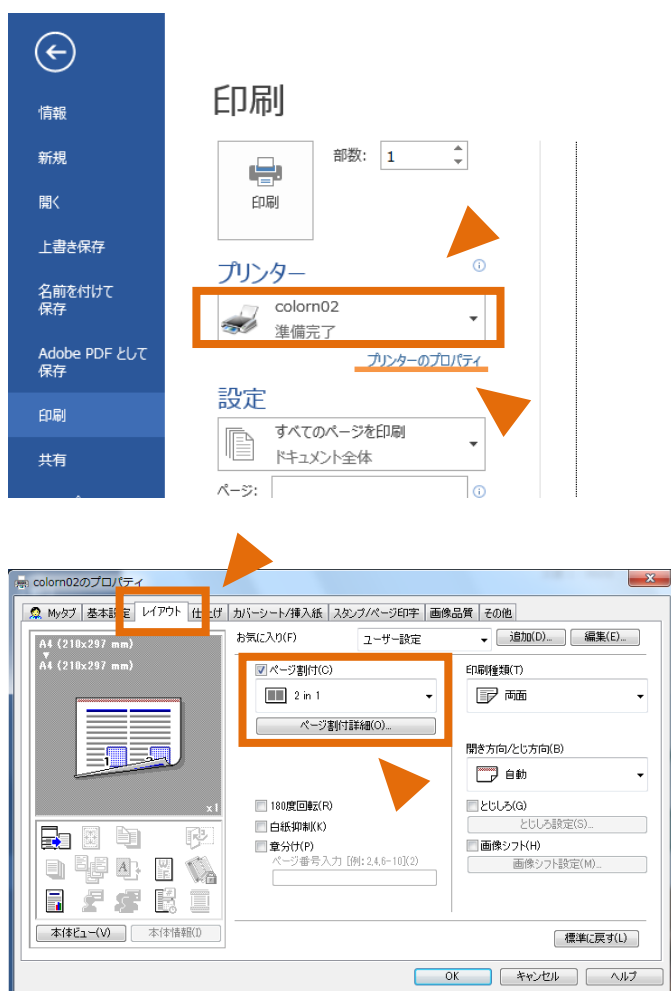 情報
新規
開く
上書き保存
名前を付けて
保存
Adobe PDF として
保存
印刷
共有
印刷
印刷
部数: 1
プリンター
colorn02
準備完了
プリンターのプロパティ
設定
すべてのページを印刷
ドキュメント全体
ページ:
colorn02のプロパティ
Myタブ 基本設定 レイアウト 仕上げ カバーシート/挿入紙 スタンプ/ページ印字 画像品質 その他
A4 (210x297 mm)
A4 (210x297 mm)
1 2
x1
本体ビュー(V) 本体情報(I)
お気に入り(F) ユーザー設定 追加(D)... 編集(E)...
ページ割付(C)
2 in 1
ページ割付詳細(O)...
180度回転(R)
白紙抑制(K)
章分け(P)
ページ番号入力 [例: 2,4,6-10](2)
印刷種類(T)
両面
開き方向/とじ方向(B)
自動
とじしろ(G)
とじしろ設定(S)...
画像シフト(H)
画像シフト設定(M)...
標準に戻す(L)
OK キャンセル ヘルプ